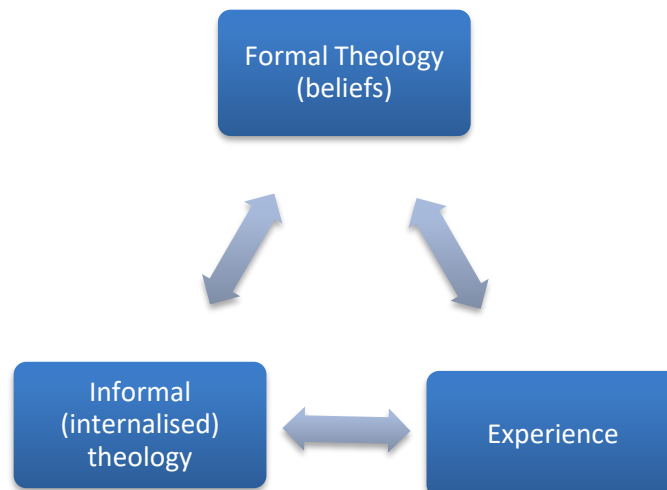 Formal Theology
(beliefs)
Informal
(internalised)
theology
Experience